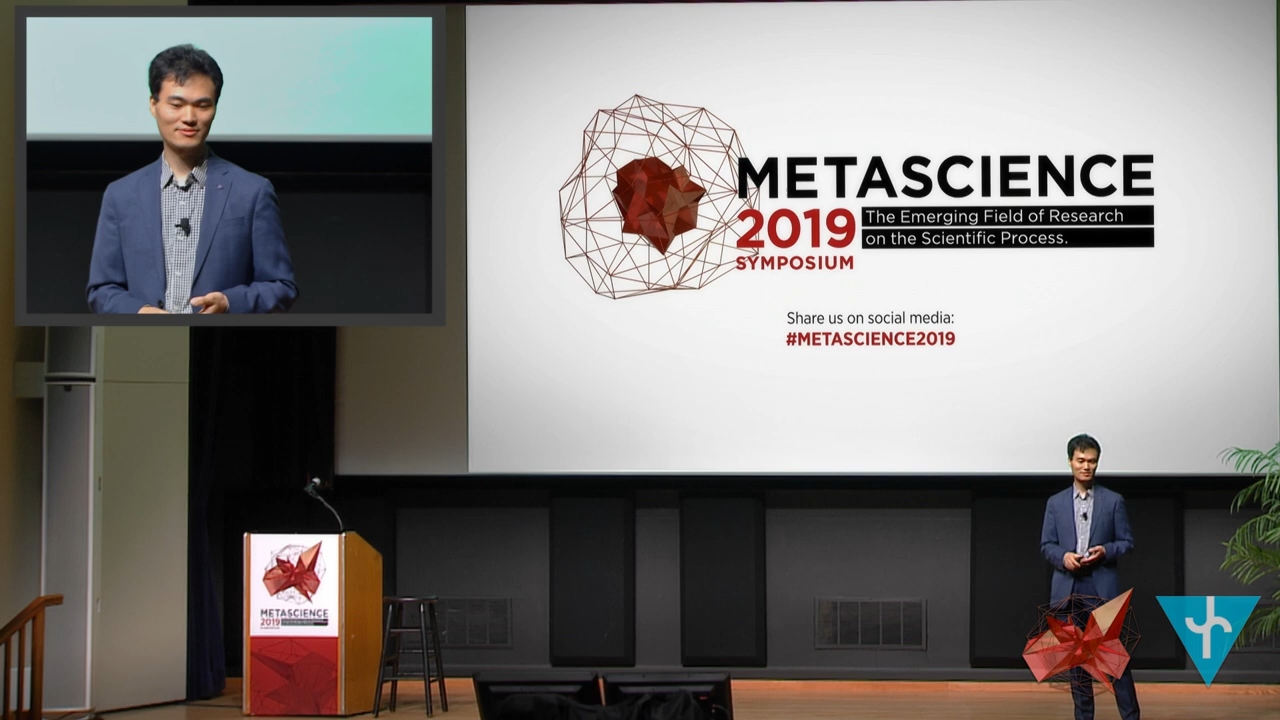 METASCIENCE
2019 The Emerging Field of Research
on the Scientific Process.
SYMPOSIUM
Share us on social media:
#METASCIENCE2019
METASCIENCE
2019
SYMPOSIUM